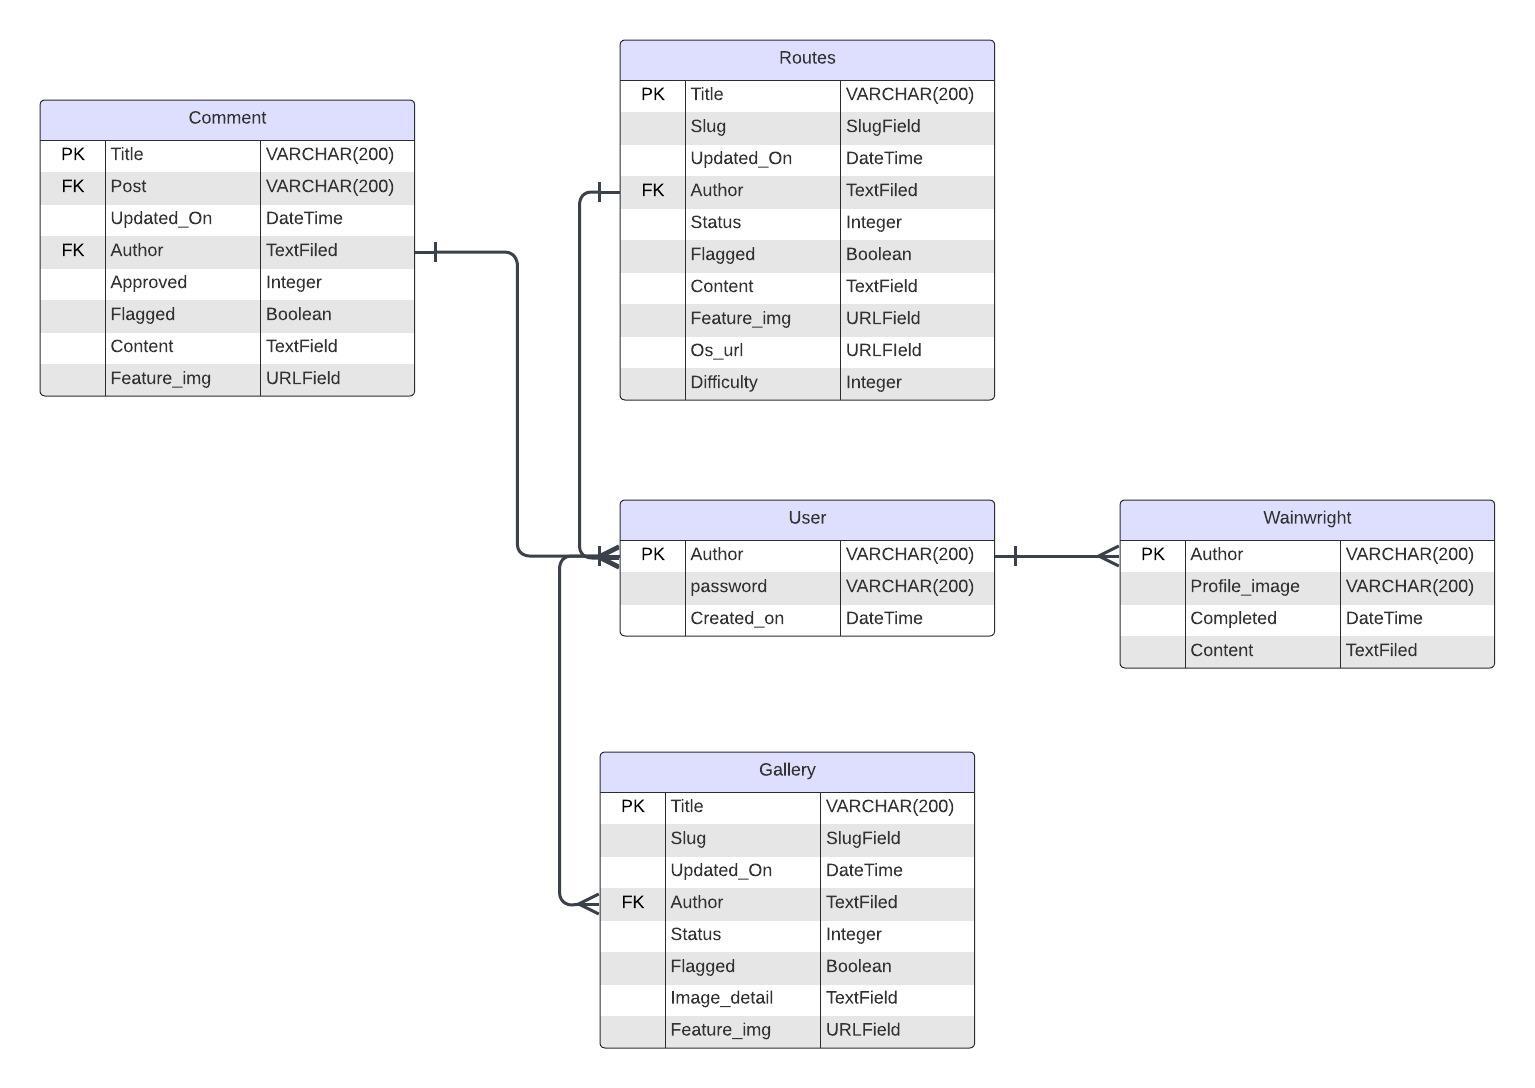 Routes
PK Title VARCHAR(200)
Slug SlugField
Updated_On DateTime
FK Author TextFiled
Status Integer
Flagged Boolean
Content TextField
Feature_img URLField
Os_url URLFIeld
Difficulty Integer
Comment
PK Title VARCHAR(200)
FK Post VARCHAR(200)
Updated_On DateTime
FK Author TextFiled
Approved Integer
Flagged Boolean
Content TextField
Feature_img URLField
User
PK Author VARCHAR(200)
password VARCHAR(200)
Created_on DateTime
Wainwright
PK Author VARCHAR(200)
Profile_image VARCHAR(200)
Completed DateTime
Content TextFiled
Gallery
PK Title VARCHAR(200)
Slug SlugField
Updated_On DateTime
FK Author TextFiled
Status Integer
Flagged Boolean
Image_detail TextField
Feature_img URLField